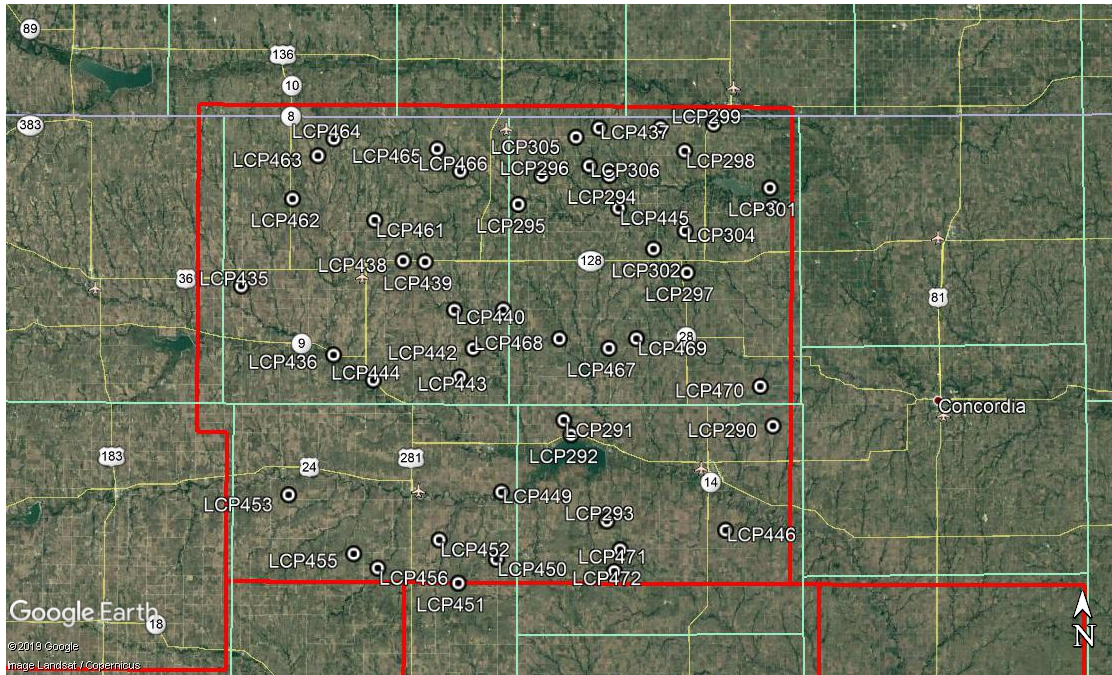 89
136
10
8
383
LCP299
LCP464
LCP437
LCP305
LCP463
LCP465
LCP466
LCP296
LCP306
LCP298
LCP294
LCP301
LCP295
LCP445
LCP461
LCP462
LCP304
128
LCP438
LCP302
36
LCP435
LCP439
LCP297
81
LCP440
28
9
LCP436
LCP442
LCP468
LCP469
LCP444
LCP443
LCP467
LCP470
Concordia
LCP291
LCP290
183
281
24
LCP292
14
LCP453
LCP449
LCP293
LCP446
LCP455
LCP452
LCP471
LCP450
LCP456
LCP472
LCP451
Google Earth
18
N
©2019 Google
Image Landsat / Copernicus